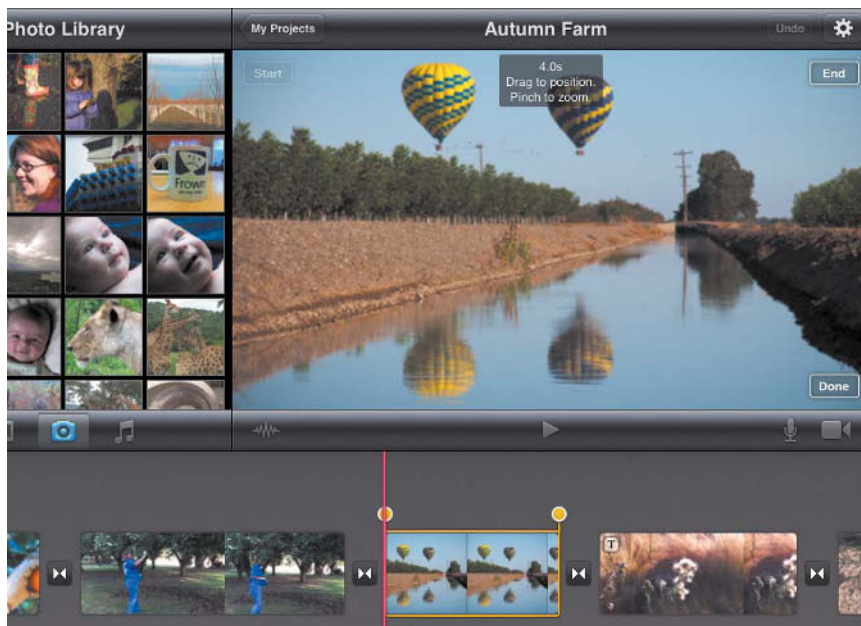 Photo Library
My Projects
Autumn Farm
Undo
Start
4.0s
Drag to position.
Pinch to zoom.
End
Frown
Done
T